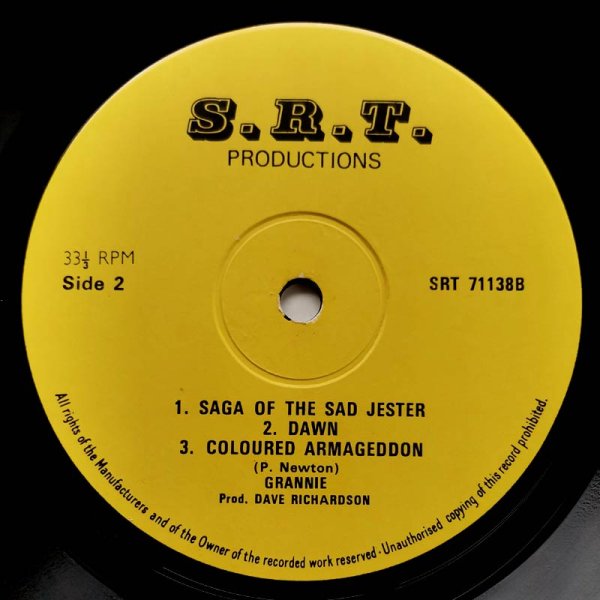 S.R.T.
PRODUCTIONS
33⅓ RPM
Side 2
SRT 71138B
1. SAGA OF THE SAD JESTER
2. DAWN
3. COLOURED ARMAGEDDON
(P. Newton)
GRANNIE
Prod. DAVE RICHARDSON
All rights of the Manufacturers and of the Owner of the recorded work reserved · Unauthorised copying of this record prohibited.